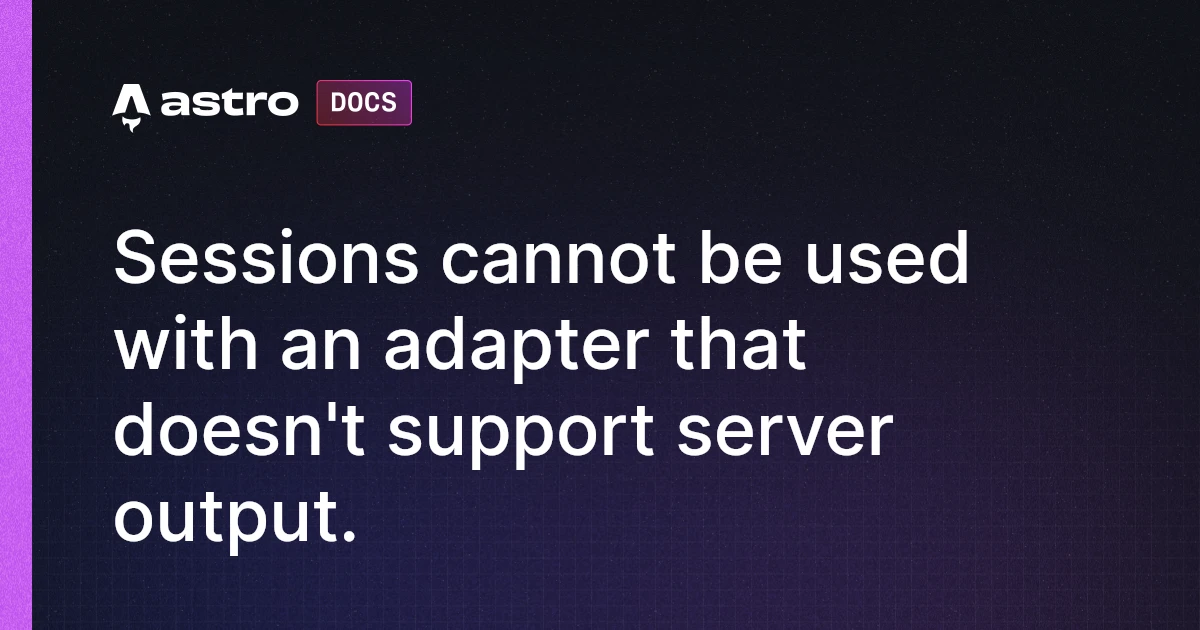 astro DOCS
Sessions cannot be used
with an adapter that
doesn't support server
output.